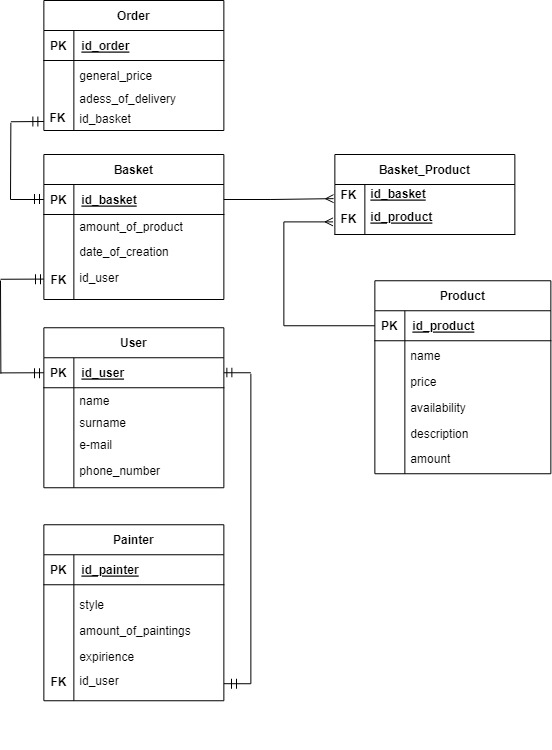 Order
PK id_order
general_price
adess_of_delivery
FK id_basket
Basket
PK id_basket
amount_of_product
date_of_creation
FK id_user
Basket_Product
FK id_basket
FK id_product
Product
PK id_product
name
price
availability
description
amount
User
PK id_user
name
surname
e-mail
phone_number
Painter
PK id_painter
style
amount_of_paintings
expirience
FK id_user